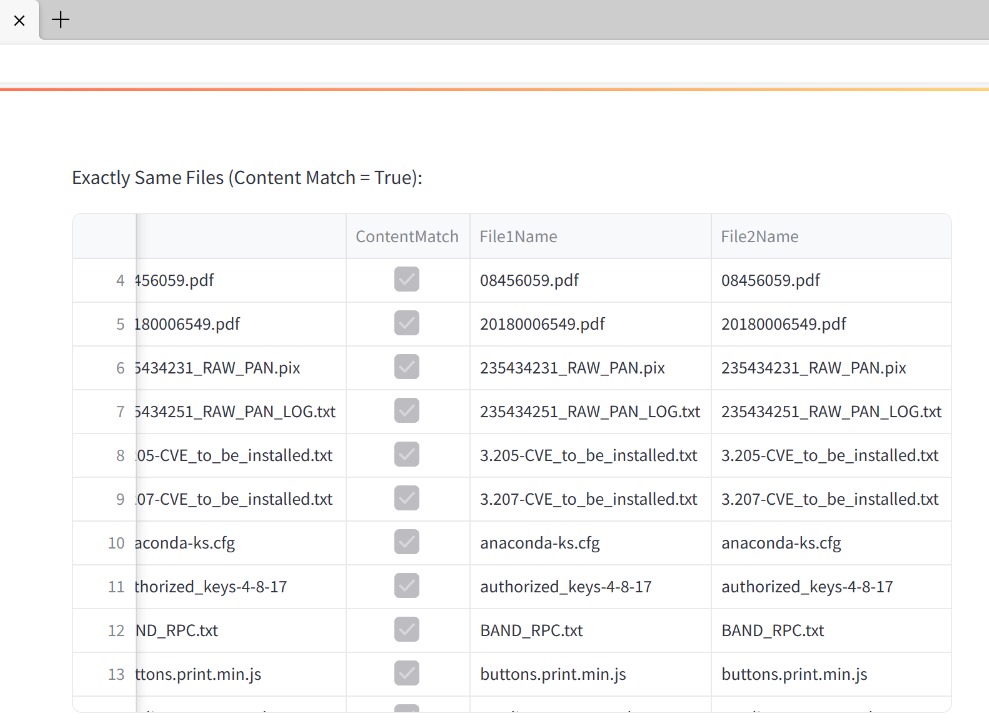 Exactly Same Files (Content Match = True):
ContentMatch File1Name File2Name
4 456059.pdf 08456059.pdf 08456059.pdf
5 180006549.pdf 20180006549.pdf 20180006549.pdf
6 5434231_RAW_PAN.pix 235434231_RAW_PAN.pix 235434231_RAW_PAN.pix
7 5434251_RAW_PAN_LOG.txt 235434251_RAW_PAN_LOG.txt 235434251_RAW_PAN_LOG.txt
8 .05-CVE_to_be_installed.txt 3.205-CVE_to_be_installed.txt 3.205-CVE_to_be_installed.txt
9 .07-CVE_to_be_installed.txt 3.207-CVE_to_be_installed.txt 3.207-CVE_to_be_installed.txt
10 aconda-ks.cfg anaconda-ks.cfg anaconda-ks.cfg
11 thorized_keys-4-8-17 authorized_keys-4-8-17 authorized_keys-4-8-17
12 ND_RPC.txt BAND_RPC.txt BAND_RPC.txt
13 ttons.print.min.js buttons.print.min.js buttons.print.min.js